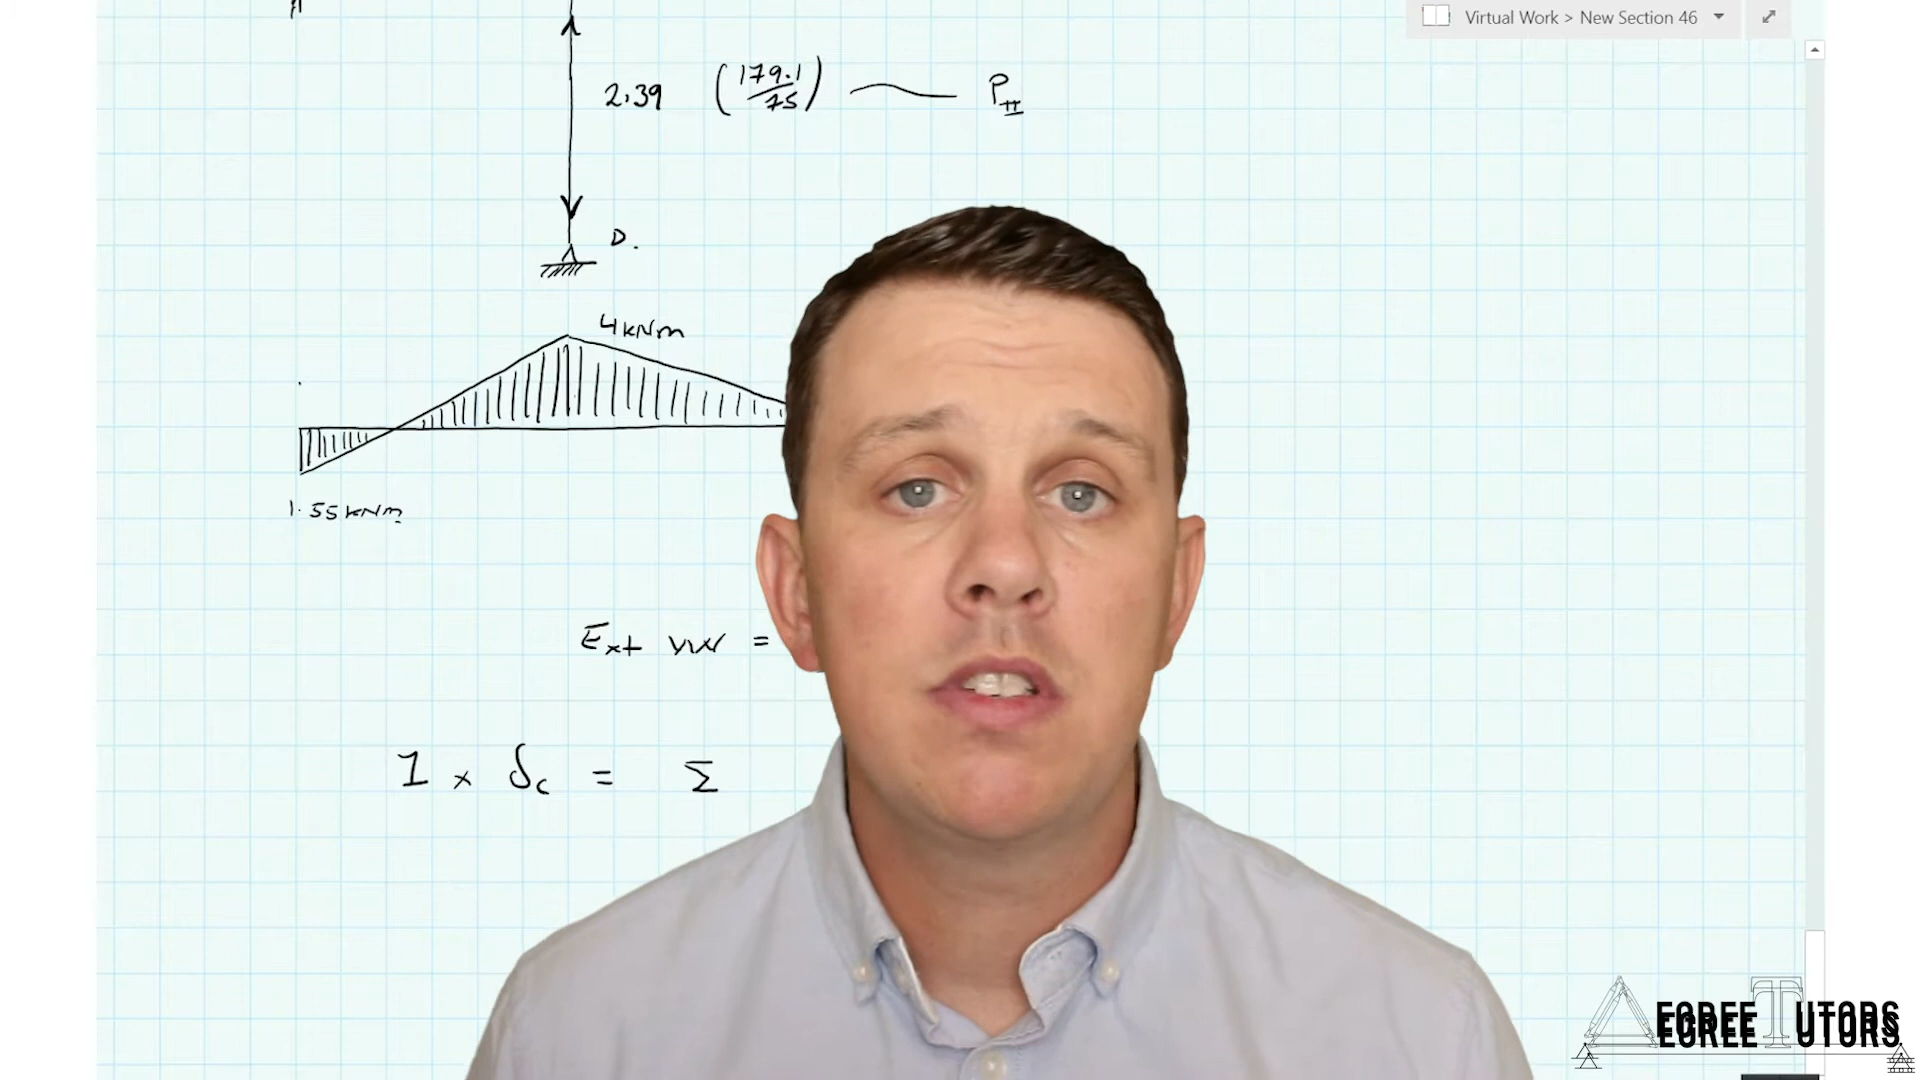 Virtual Work > New Section 46
2.39 (179.1/75) P_II
D.
4kNm
1.55kNm
Ext VW =
1 × δc = Σ
DEGREE TUTORS